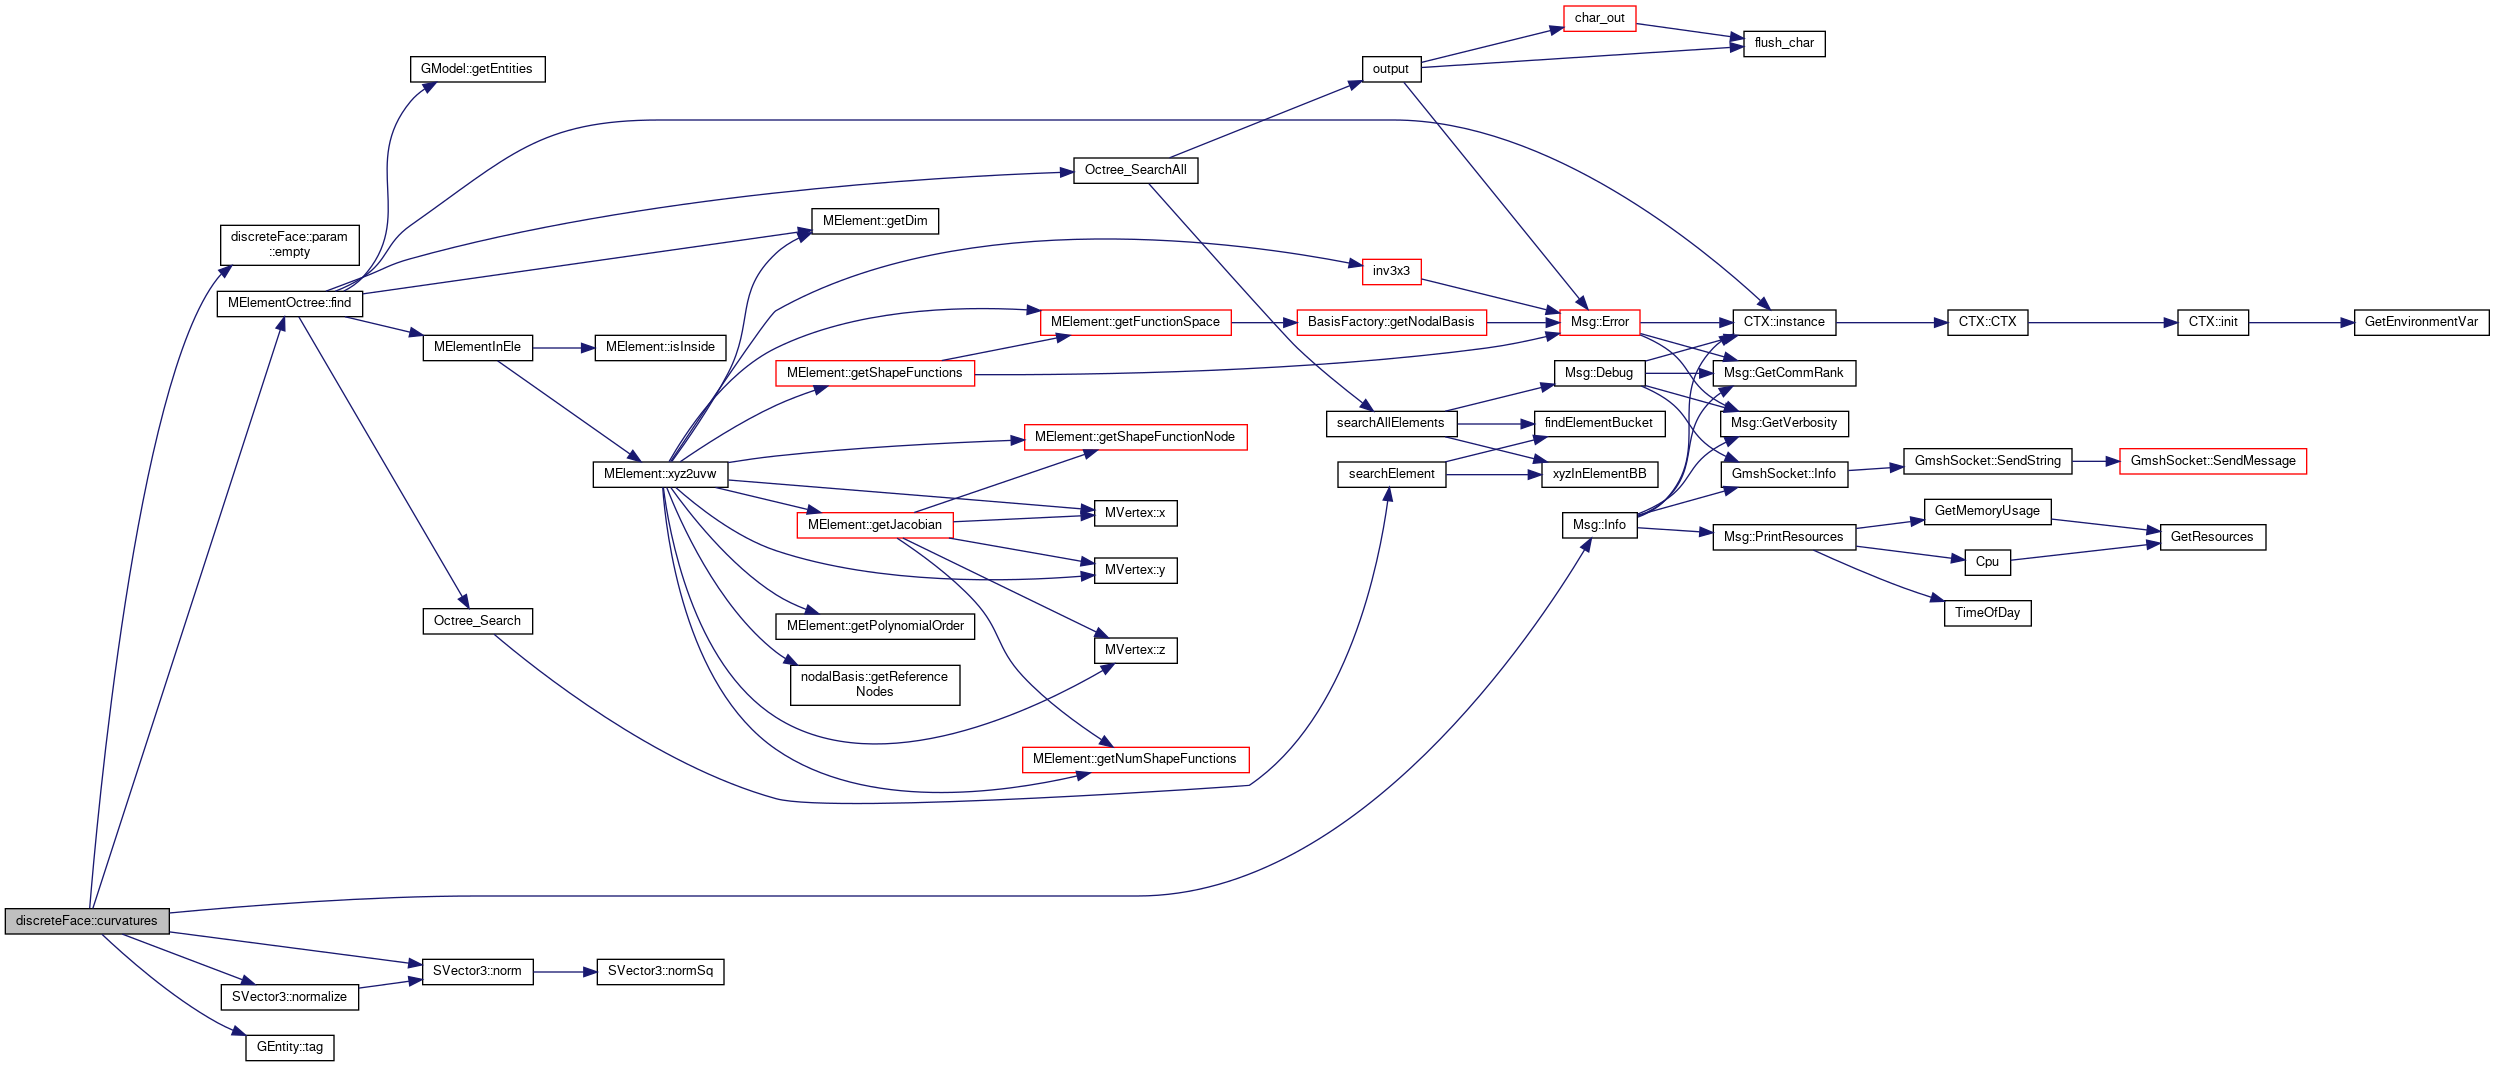 char_out
flush_char
GModel::getEntities
output
Octree_SearchAll
MElement::getDim
discreteFace::param
::empty
inv3x3
MElementOctree::find
MElement::getFunctionSpace
BasisFactory::getNodalBasis
Msg::Error
CTX::instance
CTX::CTX
CTX::init
GetEnvironmentVar
MElementInEle
MElement::isInside
MElement::getShapeFunctions
Msg::Debug
Msg::GetCommRank
searchAllElements
findElementBucket
Msg::GetVerbosity
MElement::getShapeFunctionNode
MElement::xyz2uvw
searchElement
xyzInElementBB
GmshSocket::Info
GmshSocket::SendString
GmshSocket::SendMessage
MVertex::x
MElement::getJacobian
Msg::Info
Msg::PrintResources
GetMemoryUsage
GetResources
Cpu
MVertex::y
TimeOfDay
Octree_Search
MElement::getPolynomialOrder
MVertex::z
nodalBasis::getReference
Nodes
MElement::getNumShapeFunctions
discreteFace::curvatures
SVector3::norm
SVector3::normSq
SVector3::normalize
GEntity::tag